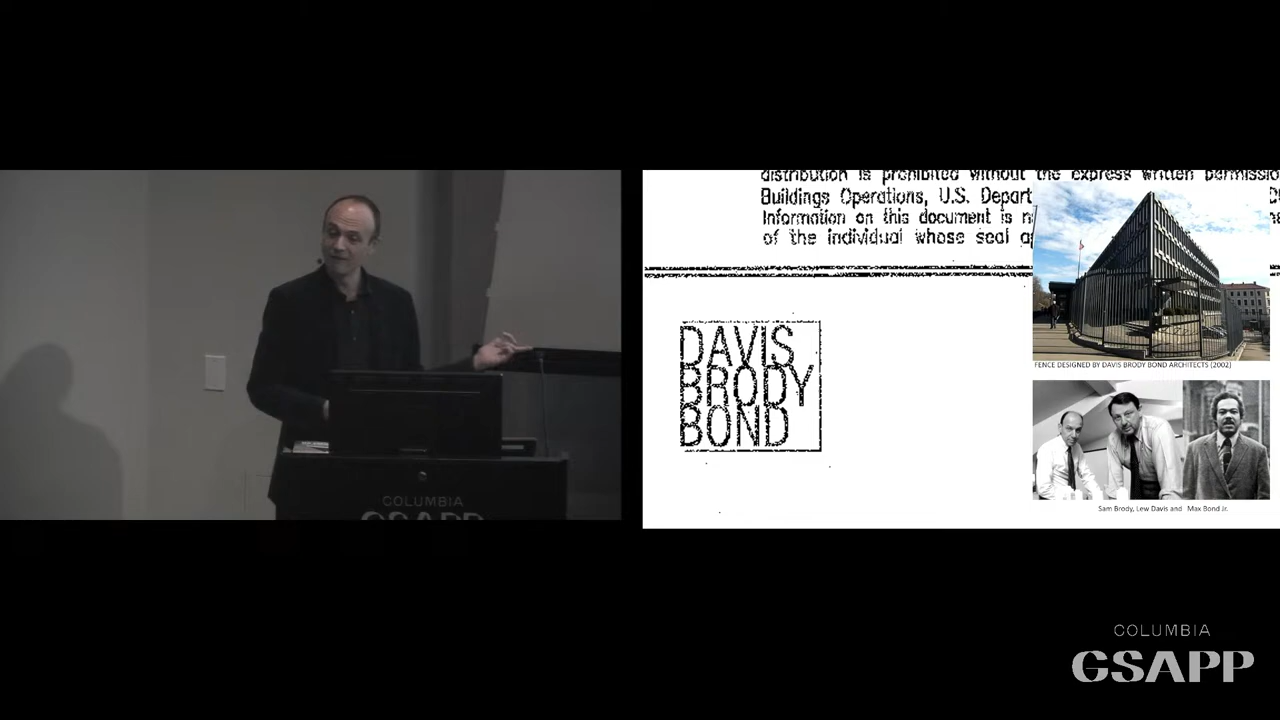 distribution is prohibited without the express written permissio
Buildings Operations, U.S. Depart
Information on this document is
of the individual whose seal
DAVIS
BRODY
BOND
FENCE DESIGNED BY DAVIS BRODY BOND ARCHITECTS (2002)
Sam Brody, Lew Davis and Max Bond Jr.
COLUMBIA
GSAPP
COLUMBIA
GSAPP